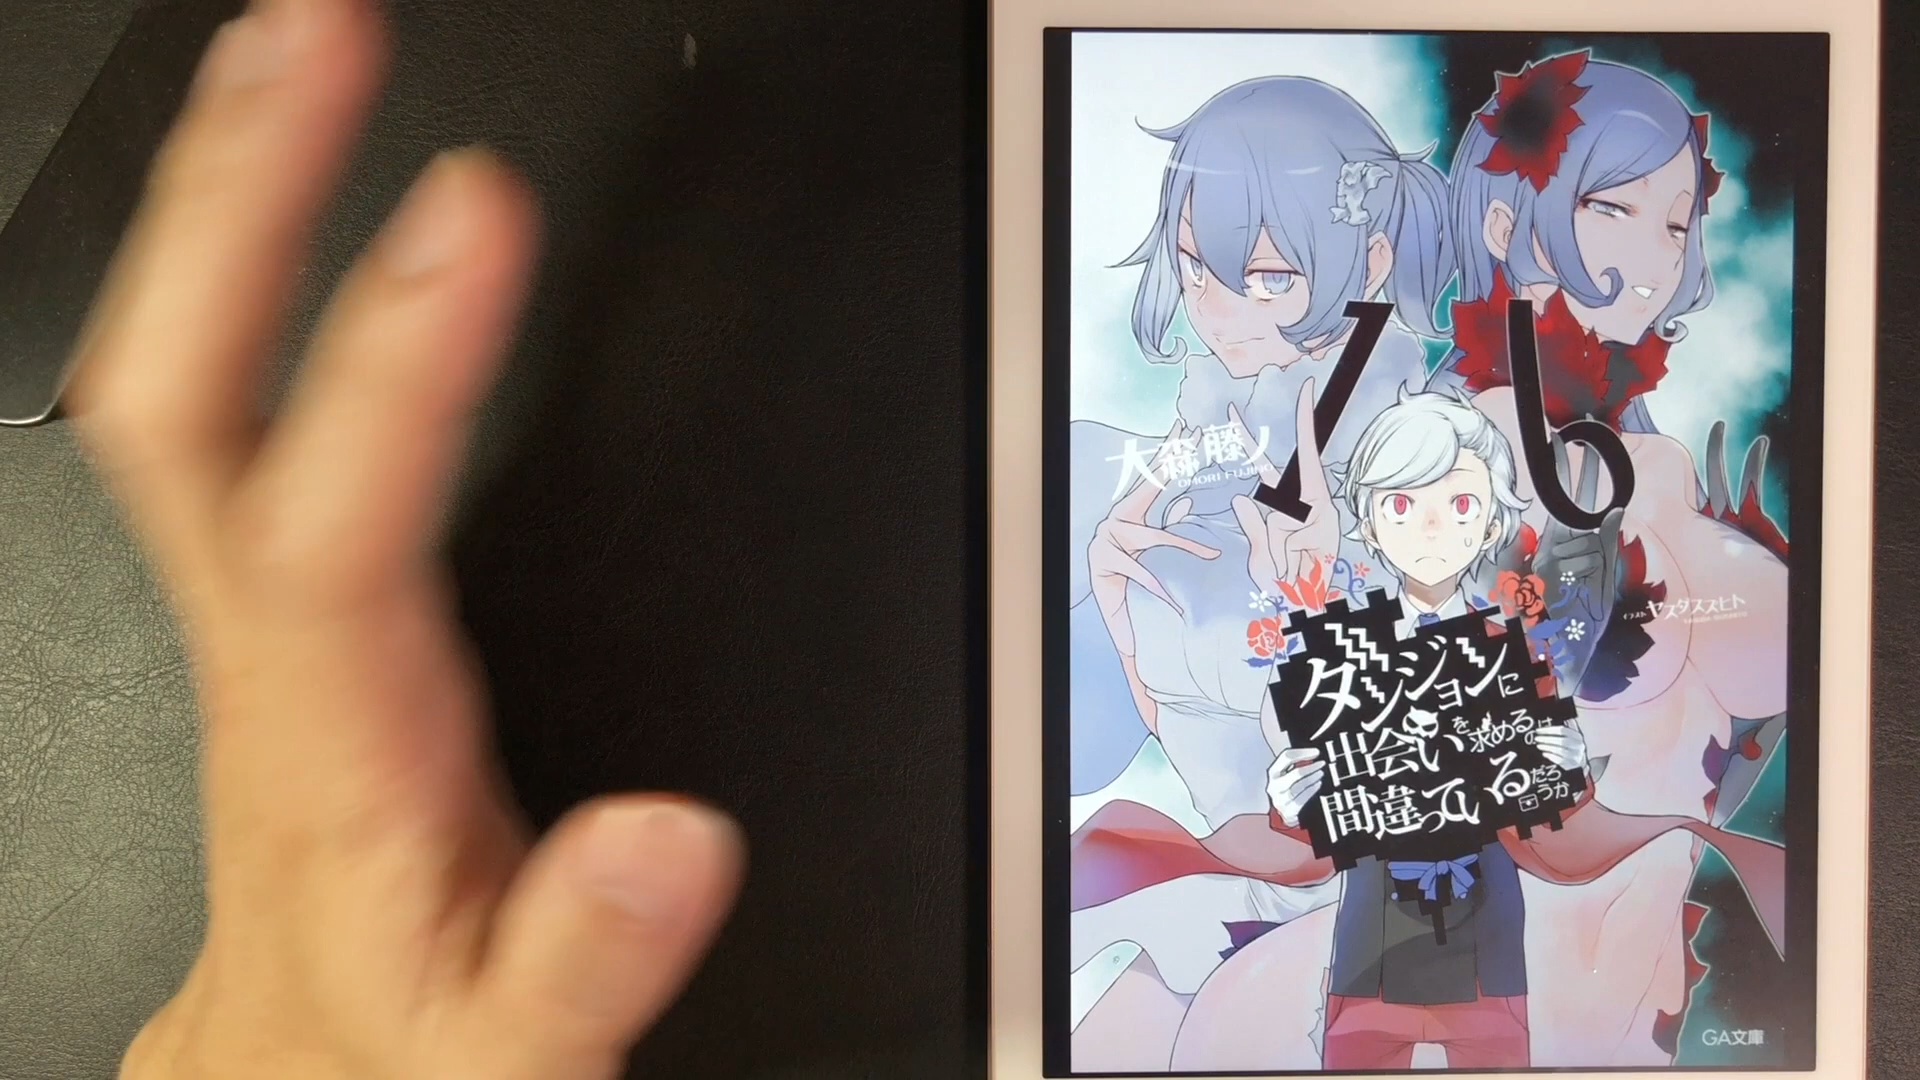 16
大森藤ノ
OMORI FUJINO
イラスト ヤスダスズヒト
ダンジョンに
出会いを求めるのは
間違っているだろうか
GA文庫